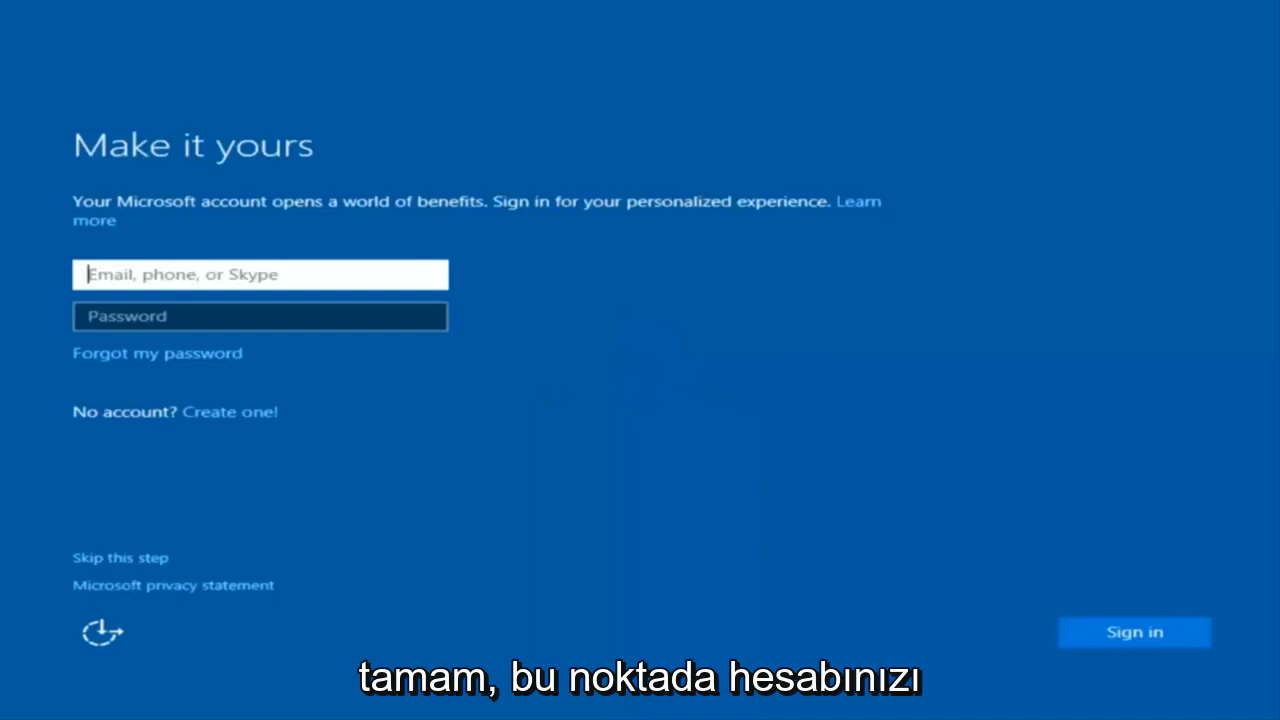 Make it yours
Your Microsoft account opens a world of benefits. Sign in for your personalized experience. Learn
more
Email, phone, or Skype
Password
Forgot my password
No account? Create one!
Skip this step
Microsoft privacy statement
Sign in
tamam, bu noktada hesabınızı